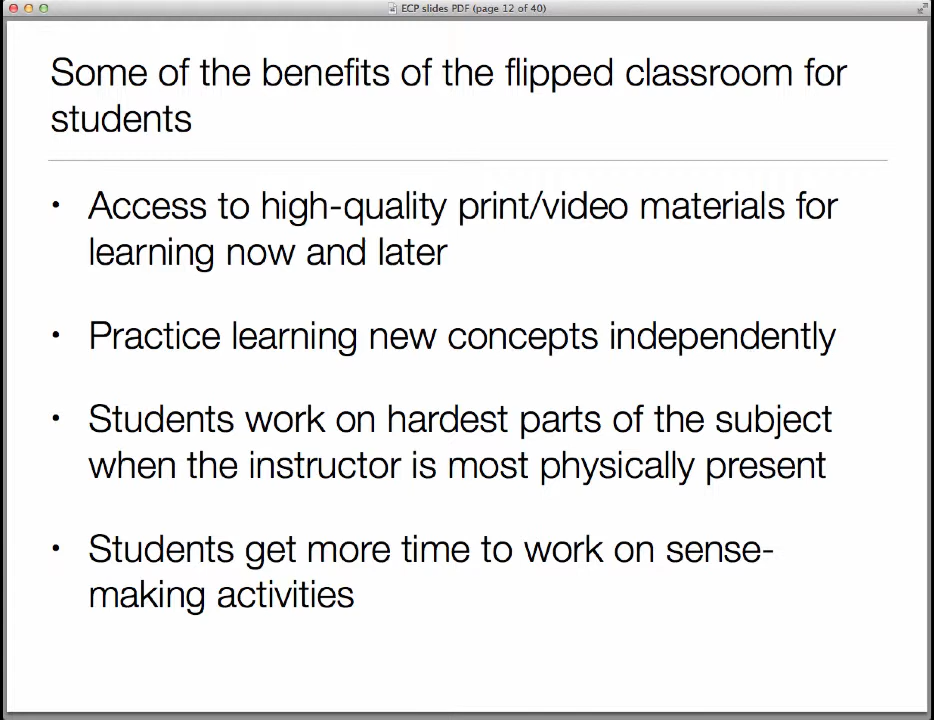 ECP slides PDF (page 12 of 40)
Some of the benefits of the flipped classroom for
students
• Access to high-quality print/video materials for
learning now and later
• Practice learning new concepts independently
• Students work on hardest parts of the subject
when the instructor is most physically present
• Students get more time to work on sense-
making activities